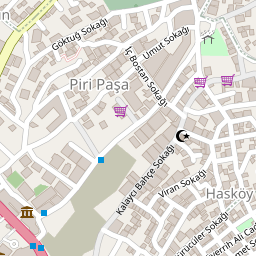 Göktuğ Sokağı
Umut Sokağı
İç Bostan Sokağı
Piri Paşa
Kalaycı Bahçe Sokağı
Viran Sokağı
Hasköy